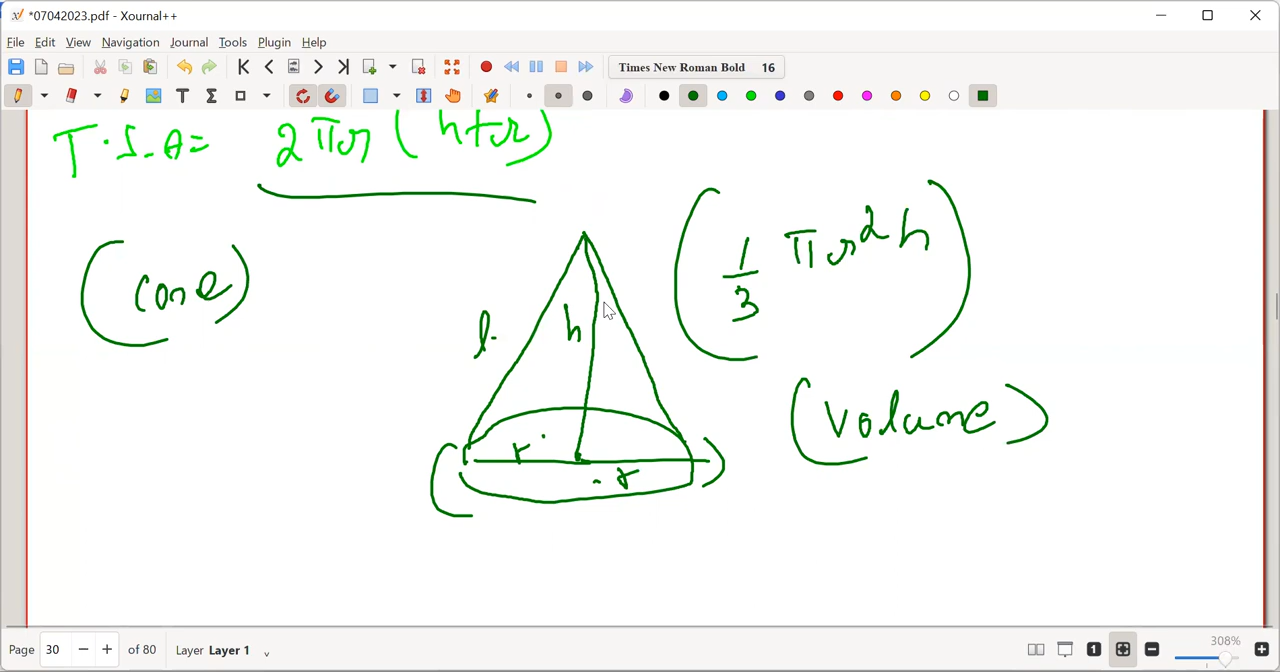 *07042023.pdf - Xournal++
File Edit View Navigation Journal Tools Plugin Help
Times New Roman Bold 16
T.S.A= 2πr(h+r)
(cone)
l
h
r
r
(1/3 πr²h)
(volume)
Page 30 of 80 Layer Layer 1
1
308%